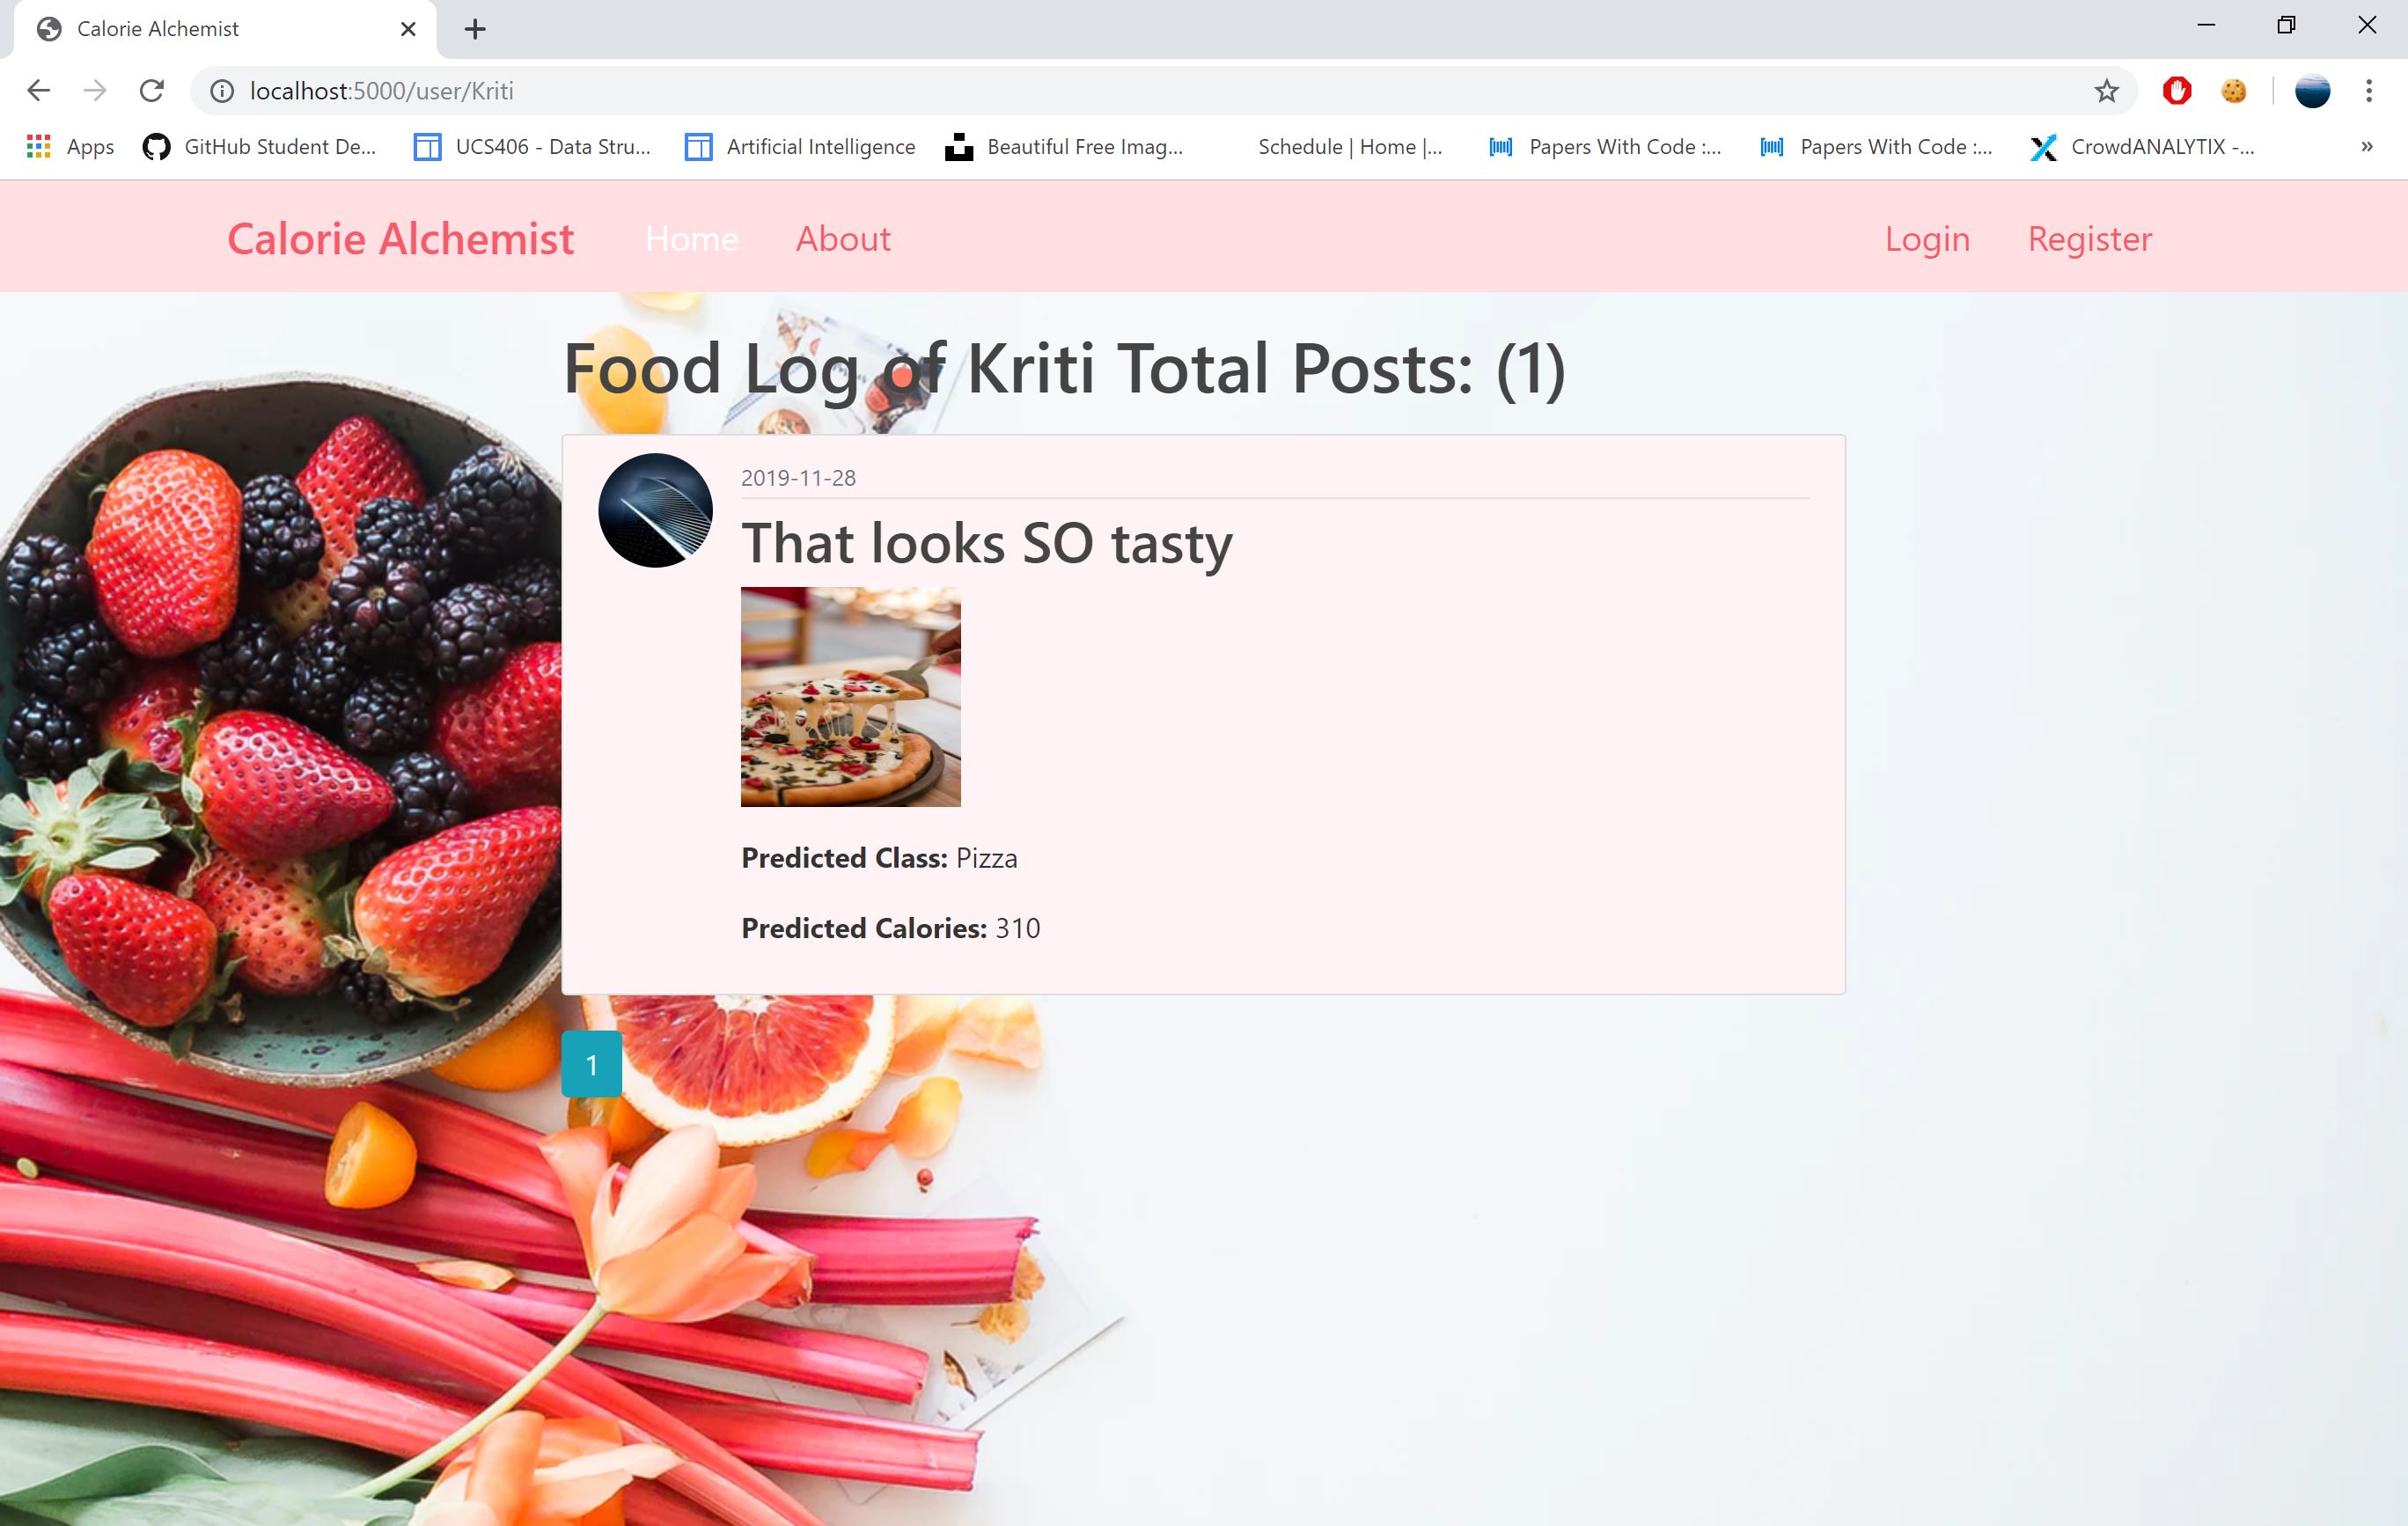 Calorie Alchemist
localhost:5000/user/Kriti
Apps GitHub Student De... UCS406 - Data Stru... Artificial Intelligence Beautiful Free Imag... Schedule | Home |... Papers With Code :... Papers With Code :... CrowdANALYTIX -... »
Calorie Alchemist Home About Login Register
Food Log of Kriti Total Posts: (1)
2019-11-28
That looks SO tasty
Predicted Class: Pizza
Predicted Calories: 310
1